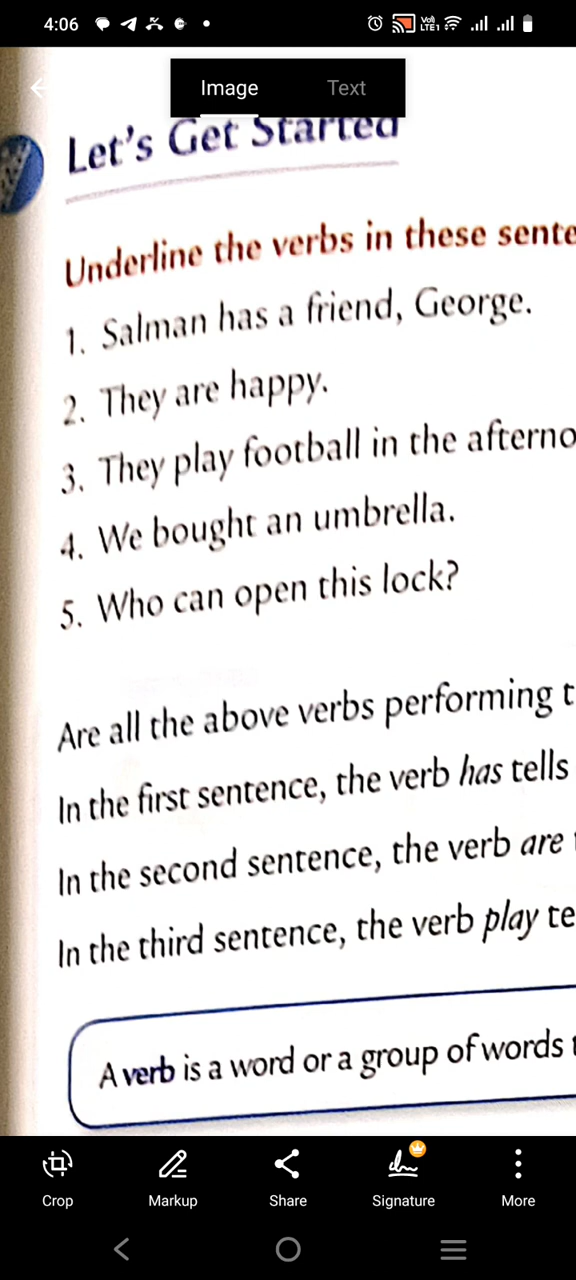 4:06
Voll
LTE1
Image Text
Let's Get Started
Underline the verbs in these sente
1. Salman has a friend, George.
2. They are happy.
3. They play football in the afterno
4. We bought an umbrella.
5. Who can open this lock?
Are all the above verbs performing t
In the first sentence, the verb has tells
In the second sentence, the verb are
In the third sentence, the verb play te
A verb is a word or a group of words t
Crop Markup Share Signature More